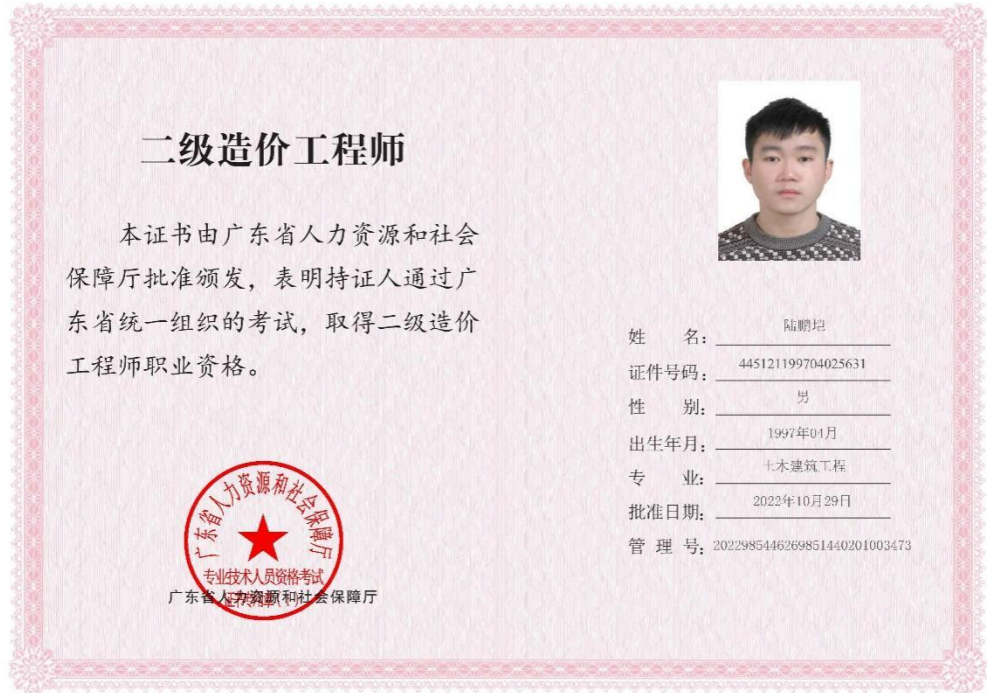 二级造价工程师
本证书由广东省人力资源和社会
保障厅批准颁发，表明持证人通过广
东省统一组织的考试，取得二级造价
工程师职业资格。
广东省人力资源和社会保障厅
专业技术人员资格考试
广东省人力资源和社会保障厅
姓 名：陆鹏垲
证件号码：445121199704025631
性 别：男
出生年月：1997年04月
专 业：土木建筑工程
批准日期：2022年10月29日
管 理 号：20229854462698514402010​03473